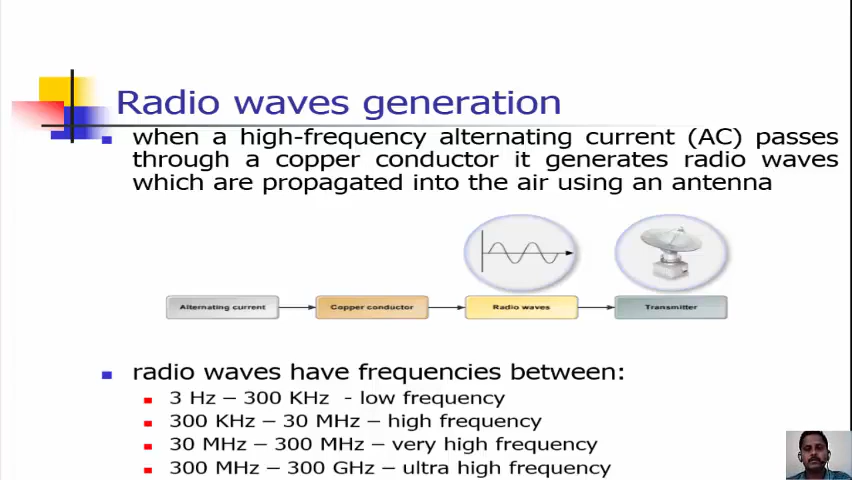 Radio waves generation
when a high-frequency alternating current (AC) passes
through a copper conductor it generates radio waves
which are propagated into the air using an antenna
Alternating current
Copper conductor
Radio waves
Transmitter
radio waves have frequencies between:
3 Hz – 300 KHz - low frequency
300 KHz – 30 MHz – high frequency
30 MHz – 300 MHz – very high frequency
300 MHz – 300 GHz – ultra high frequency